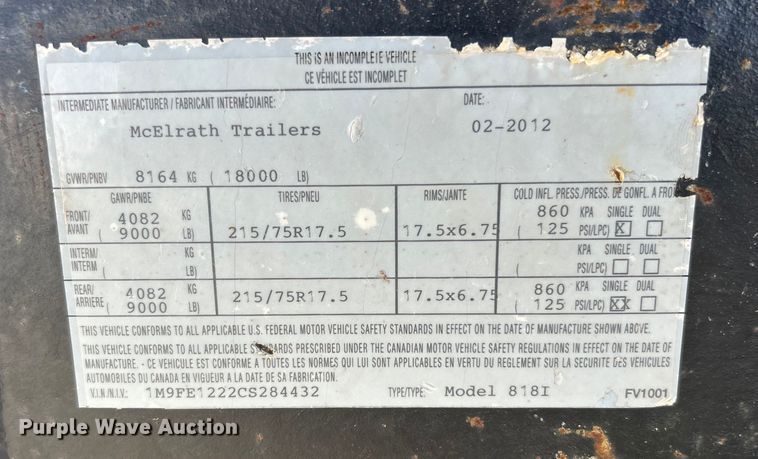 THIS IS AN INCOMPLETE VEHICLE
CE VÉHICLE EST INCOMPLET
INTERMEDIATE MANUFACTURER / FABRICANT INTERMÉDIAIRE: DATE:
McElrath Trailers 02-2012
GVWR/PNBV 8164 KG ( 18000 LB)
GAWR/PNBE TIRES/PNEU RIMS/JANTE COLD INFL. PRESS./PRESS. DE GONFL. A FROI
FRONT/ 4082 KG 860 KPA SINGLE DUAL
AVANT ( 9000 LB) 215/75R17.5 17.5x6.75 ( 125 PSI/LPC) X
INTERM/ KG KPA SINGLE DUAL
INTERM ( LB) ( PSI/LPC)
REAR/ 4082 KG 860 KPA SINGLE DUAL
ARRIERE ( 9000 LB) 215/75R17.5 17.5x6.75 ( 125 PSI/LPC) XX
THIS VEHICLE CONFORMS TO ALL APPLICABLE U.S. FEDERAL MOTOR VEHICLE SAFETY STANDARDS IN EFFECT ON THE DATE OF MANUFACTURE SHOWN ABOVE.
THIS VEHICLE CONFORMS TO ALL APPLICABLE STANDARDS PRESCRIBED UNDER THE CANADIAN MOTOR VEHICLE SAFETY REGULATIONS IN EFFECT ON THE DATE OF
MANUFACTURE. - CE VÉHICULE EST CONFORME A TOUTES LES NORMES QUI LUI SONT APPLICABLES EN VERTU DU REGLEMENT SUR LA SECURITE DES VÉHICULES
AUTOMOBILES DU CANADA EN VIGUEUR A LA DATE DE SA FABRICATION.
V.I.N./N.I.V.: 1M9FE1222CS284432 TYPE/TYPE: Model 818I FV1001
Purple Wave Auction